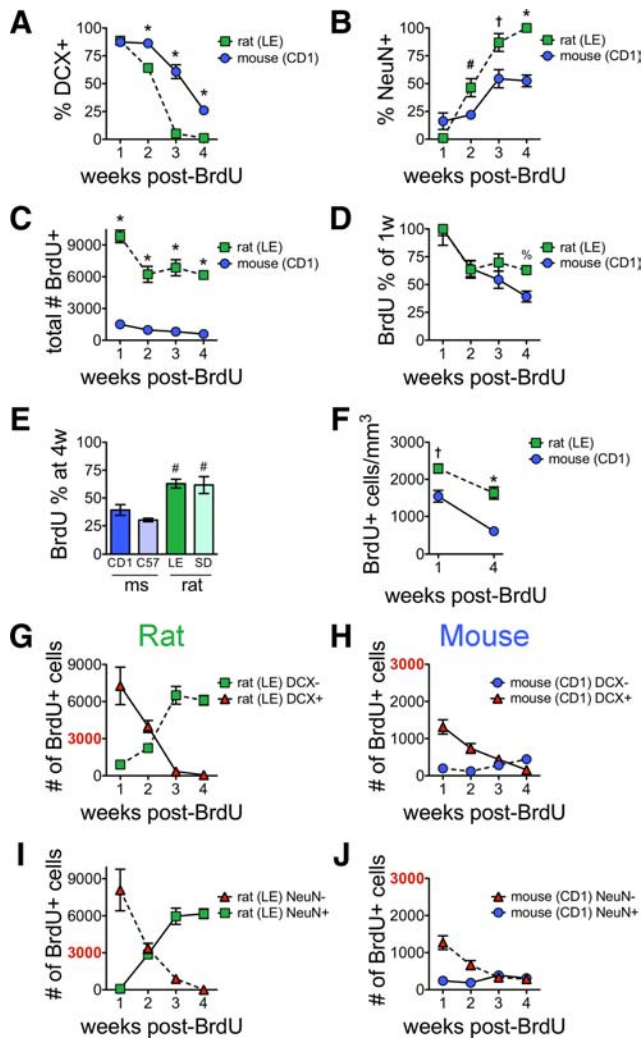 A
% DCX+
100
75
50
25
0
* * *
rat (LE)
mouse (CD1)
1 2 3 4
weeks post-BrdU
B
% NeuN+
100
75
50
25
0
# † *
rat (LE)
mouse (CD1)
1 2 3 4
weeks post-BrdU
C
total # BrdU+
9000
6000
3000
0
* * * *
rat (LE)
mouse (CD1)
1 2 3 4
weeks post-BrdU
D
BrdU % of 1w
100
75
50
25
0
%
rat (LE)
mouse (CD1)
1 2 3 4
weeks post-BrdU
E
BrdU % at 4w
100
75
50
25
0
# #
CD1 C57 LE SD
ms rat
F
BrdU+ cells/mm³
3000
2000
1000
0
† *
rat (LE)
mouse (CD1)
1 4
weeks post-BrdU
G
Rat
# of BrdU+ cells
9000
6000
3000
0
rat (LE) DCX-
rat (LE) DCX+
1 2 3 4
weeks post-BrdU
H
Mouse
# of BrdU+ cells
3000
2000
1000
0
mouse (CD1) DCX-
mouse (CD1) DCX+
1 2 3 4
weeks post-BrdU
I
# of BrdU+ cells
9000
6000
3000
0
rat (LE) NeuN-
rat (LE) NeuN+
1 2 3 4
weeks post-BrdU
J
# of BrdU+ cells
3000
2000
1000
0
mouse (CD1) NeuN-
mouse (CD1) NeuN+
1 2 3 4
weeks post-BrdU